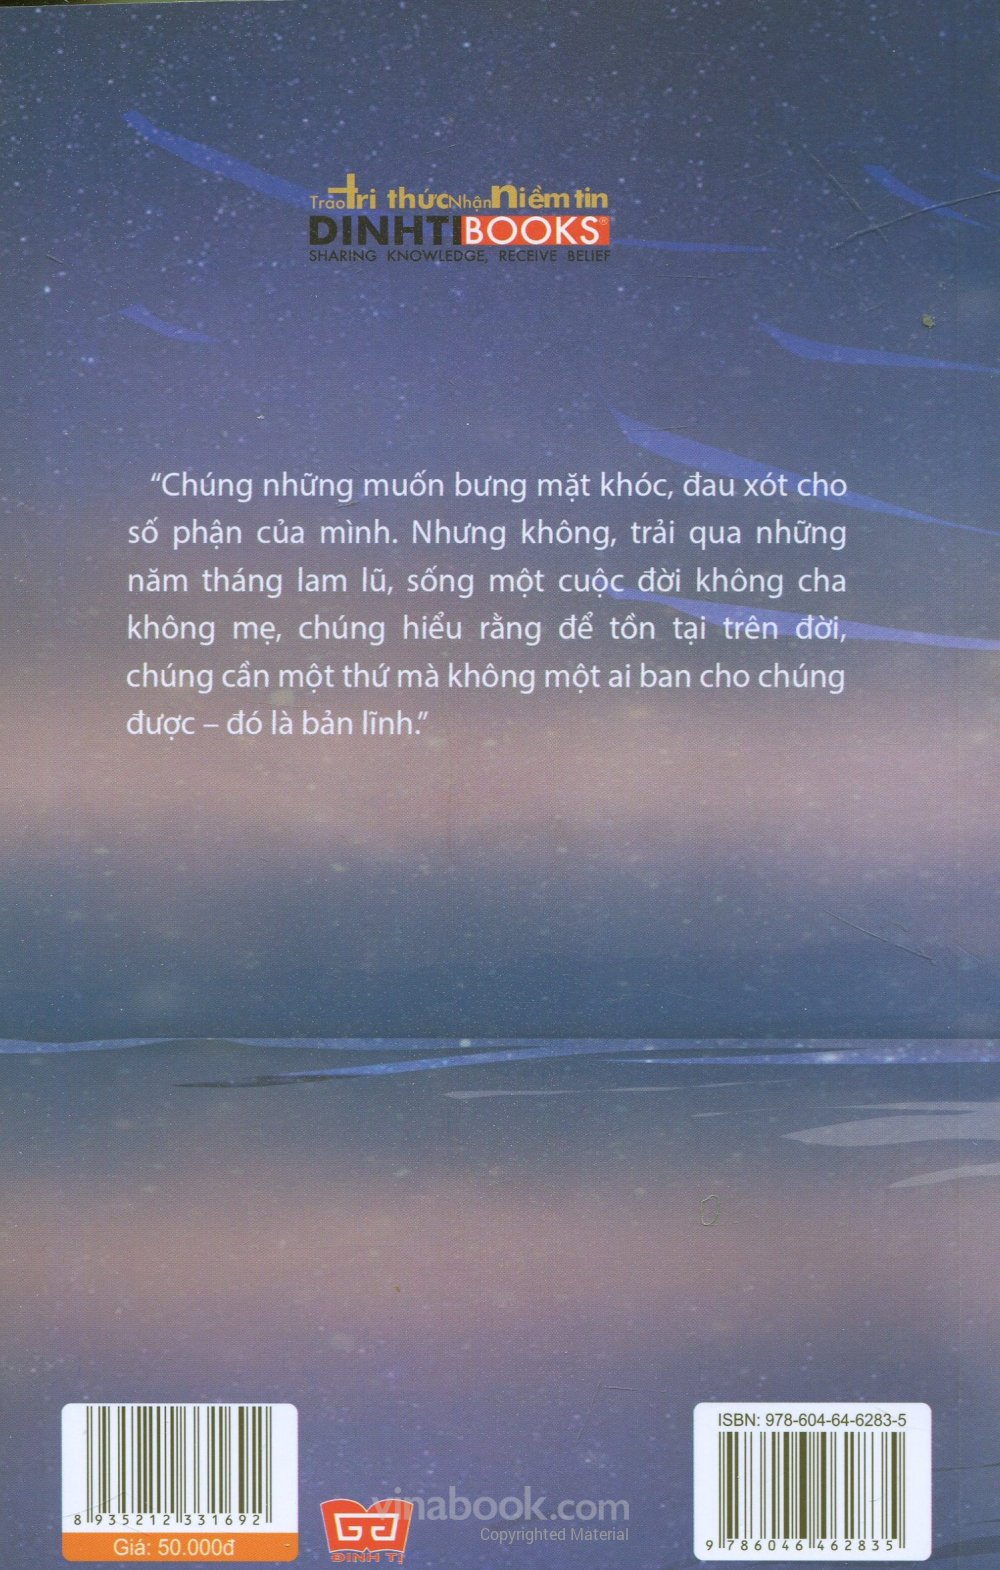 Trao tri thức Nhận niềm tin
DINHTIBOOKS®
SHARING KNOWLEDGE, RECEIVE BELIEF
“Chúng những muốn bưng mặt khóc, đau xót cho
số phận của mình. Nhưng không, trải qua những
năm tháng lam lũ, sống một cuộc đời không cha
không mẹ, chúng hiểu rằng để tồn tại trên đời,
chúng cần một thứ mà không một ai ban cho chúng
được – đó là bản lĩnh.”
8 935212 331692
Giá: 50.000đ
ĐINH TỊ
vinabook.com
Copyrighted Material
ISBN: 978-604-64-6283-5
9 786046 462835